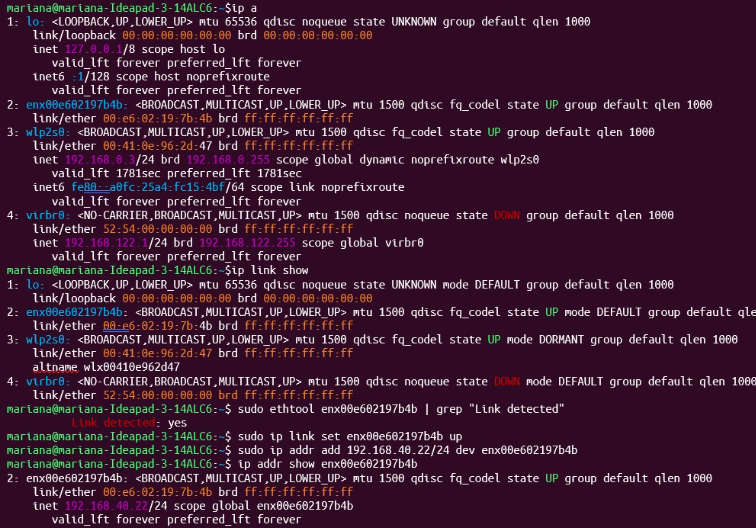 mariana@mariana-Ideapad-3-14ALC6:~$ip a
1: lo: <LOOPBACK,UP,LOWER_UP> mtu 65536 qdisc noqueue state UNKNOWN group default qlen 1000
link/loopback 00:00:00:00:00:00 brd 00:00:00:00:00:00
inet 127.0.0.1/8 scope host lo
valid_lft forever preferred_lft forever
inet6 :1/128 scope host noprefixroute
valid_lft forever preferred_lft forever
2: enx00e602197b4b: <BROADCAST,MULTICAST,UP,LOWER_UP> mtu 1500 qdisc fq_codel state UP group default qlen 1000
link/ether 00:e6:02:19:7b:4b brd ff:ff:ff:ff:ff:ff
3: wlp2s0: <BROADCAST,MULTICAST,UP,LOWER_UP> mtu 1500 qdisc fq_codel state UP group default qlen 1000
link/ether 00:41:0e:96:2d:47 brd ff:ff:ff:ff:ff:ff
inet 192.168.0.3/24 brd 192.168.0.255 scope global dynamic noprefixroute wlp2s0
valid_lft 1781sec preferred_lft 1781sec
inet6 fe80::a0fc:25a4:fc15:4bf/64 scope link noprefixroute
valid_lft forever preferred_lft forever
4: virbr0: <NO-CARRIER,BROADCAST,MULTICAST,UP> mtu 1500 qdisc noqueue state DOWN group default qlen 1000
link/ether 52:54:00:00:00:00 brd ff:ff:ff:ff:ff:ff
inet 192.168.122.1/24 brd 192.168.122.255 scope global virbr0
valid_lft forever preferred_lft forever
mariana@mariana-Ideapad-3-14ALC6:~$ip link show
1: lo: <LOOPBACK,UP,LOWER_UP> mtu 65536 qdisc noqueue state UNKNOWN mode DEFAULT group default qlen 1000
link/loopback 00:00:00:00:00:00 brd 00:00:00:00:00:00
2: enx00e602197b4b: <BROADCAST,MULTICAST,UP,LOWER_UP> mtu 1500 qdisc fq_codel state UP mode DEFAULT group default qle
link/ether 00:e6:02:19:7b:4b brd ff:ff:ff:ff:ff:ff
3: wlp2s0: <BROADCAST,MULTICAST,UP,LOWER_UP> mtu 1500 qdisc fq_codel state UP mode DORMANT group default qlen 1000
link/ether 00:41:0e:96:2d:47 brd ff:ff:ff:ff:ff:ff
altname wlx00410e962d47
4: virbr0: <NO-CARRIER,BROADCAST,MULTICAST,UP> mtu 1500 qdisc noqueue state DOWN mode DEFAULT group default qlen 1000
link/ether 52:54:00:00:00:00 brd ff:ff:ff:ff:ff:ff
mariana@mariana-Ideapad-3-14ALC6:~$ sudo ethtool enx00e602197b4b | grep "Link detected"
Link detected: yes
mariana@mariana-Ideapad-3-14ALC6:~$ sudo ip link set enx00e602197b4b up
mariana@mariana-Ideapad-3-14ALC6:~$ sudo ip addr add 192.168.40.22/24 dev enx00e602197b4b
mariana@mariana-Ideapad-3-14ALC6:~$ ip addr show enx00e602197b4b
2: enx00e602197b4b: <BROADCAST,MULTICAST,UP,LOWER_UP> mtu 1500 qdisc fq_codel state UP group default qlen 1000
link/ether 00:e6:02:19:7b:4b brd ff:ff:ff:ff:ff:ff
inet 192.168.40.22/24 scope global enx00e602197b4b
valid_lft forever preferred_lft forever